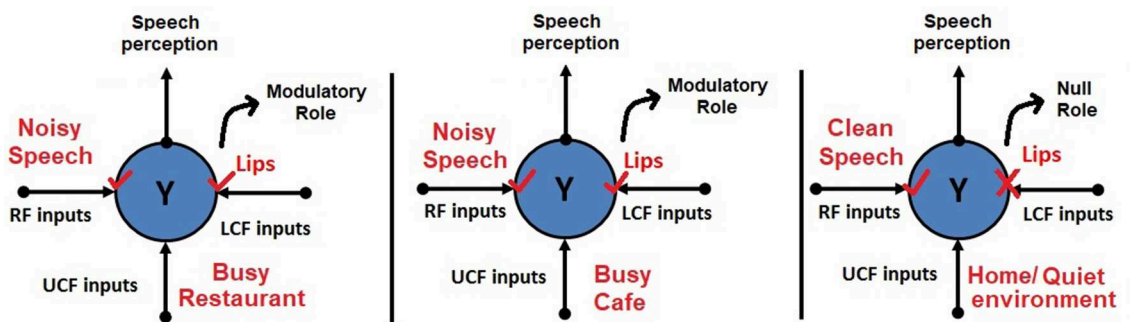 Speech
perception
Modulatory
Role
Noisy
Speech
Lips
Y
RF inputs
LCF inputs
UCF inputs
Busy
Restaurant
Speech
perception
Modulatory
Role
Noisy
Speech
Lips
Y
RF inputs
LCF inputs
UCF inputs
Busy
Cafe
Speech
perception
Null
Role
Clean
Speech
Lips
Y
RF inputs
LCF inputs
UCF inputs
Home/ Quiet
environment